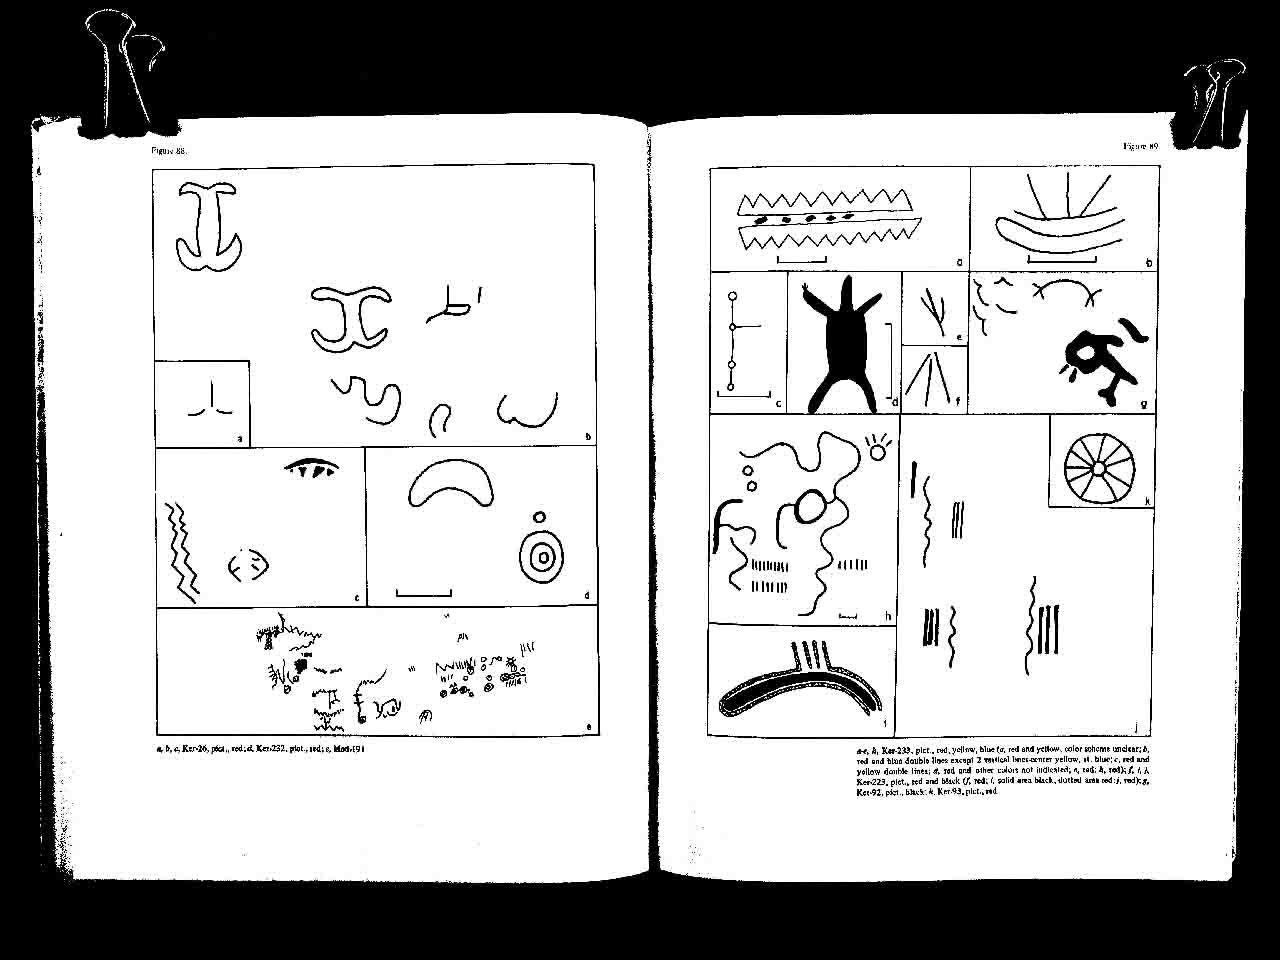 Figure 88.
a
b
c
d
e
a, b, c, Ker-26, pict., red; d, Ker-232, pict., red; e, Mod-191
Figure 89
a
b
c
d
e
f
g
h
k
i
j
a-e, h, Ker-233, pict., red, yellow, blue (a, red and yellow, color scheme unclear; b,
red and blue double lines except 2 vertical lines-center yellow, rt. blue; c, red and
yellow double lines; d, red and other colors not indicated; e, red; h, red); f, i, j,
Ker-223, pict., red and black (f, red; i, solid area black, dotted area red; j, red); g,
Ker-92, pict., black; k, Ker-93, pict., red